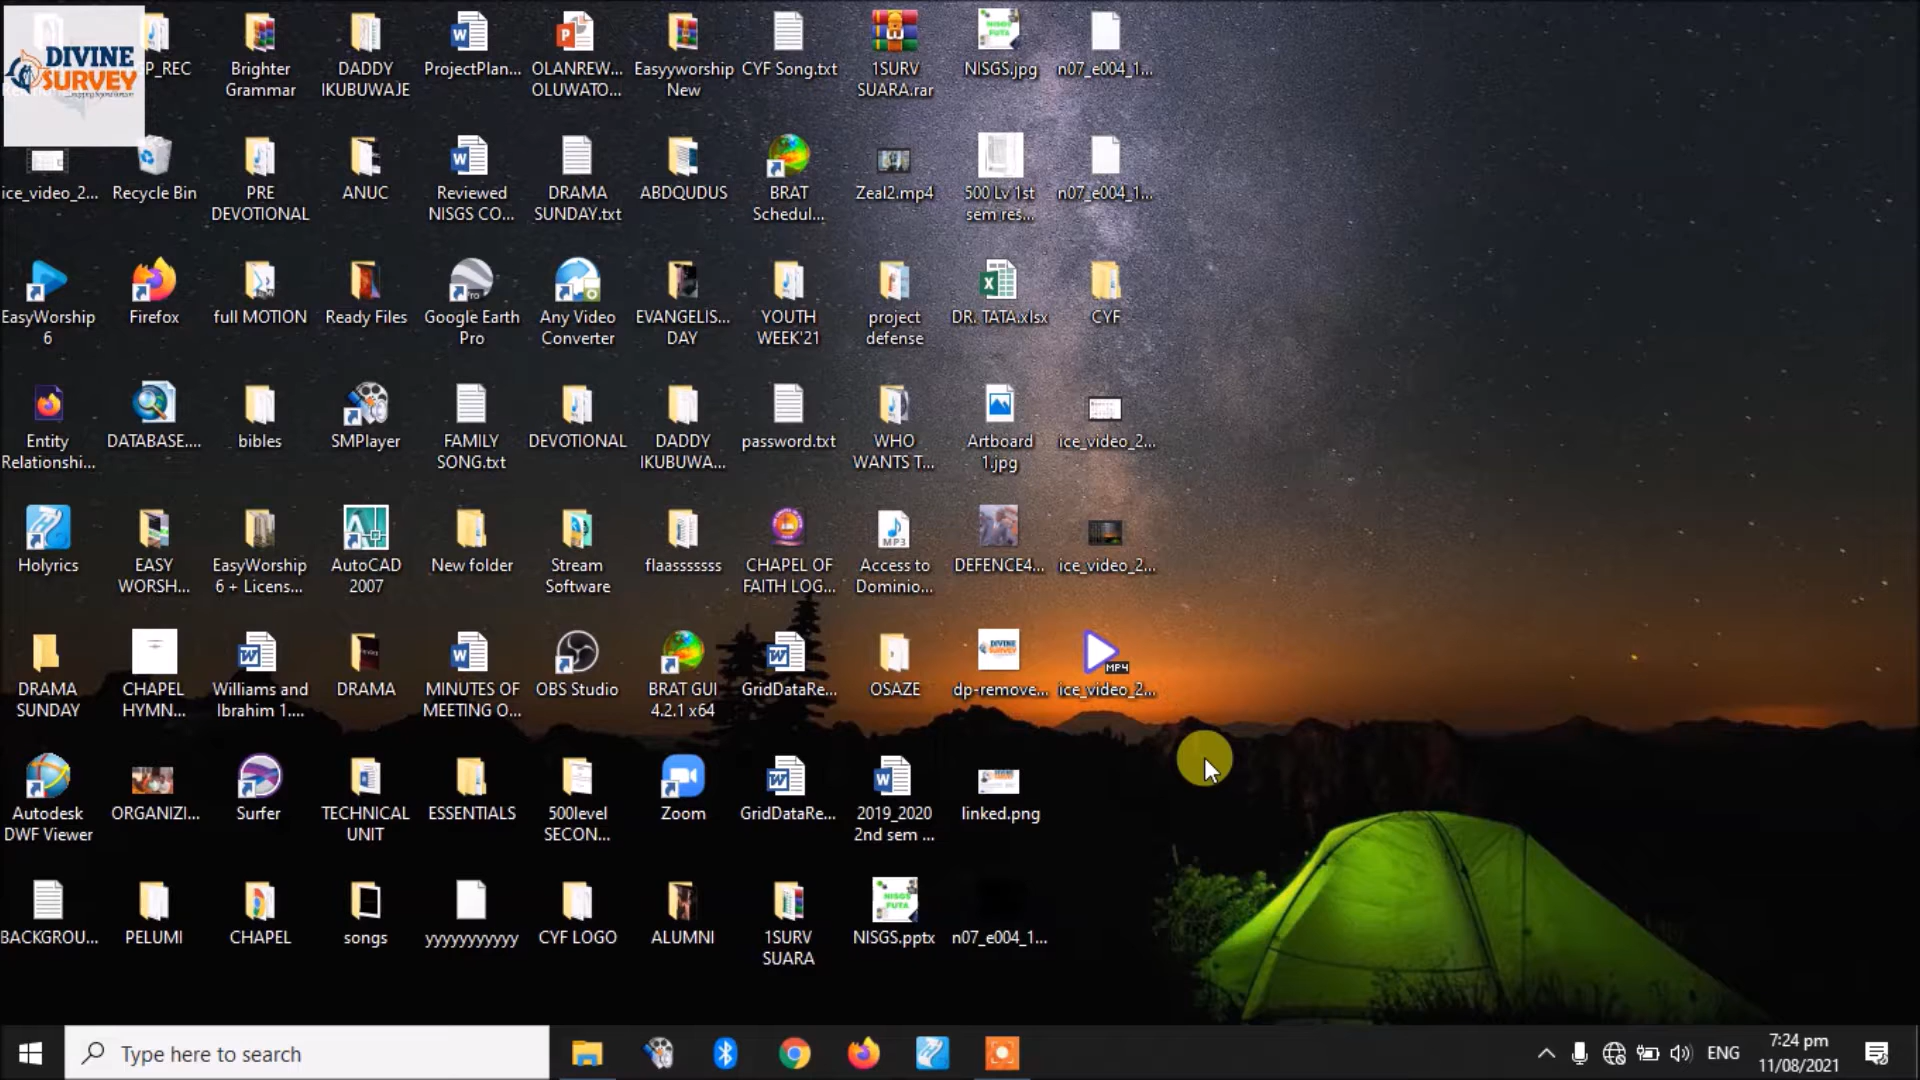 DIVINE
SURVEY
P_REC
Brighter
Grammar
DADDY
IKUBUWAJE
ProjectPlan...
OLANREW...
OLUWATO...
Easyyworship
New
CYF Song.txt
1SURV
SUARA.rar
NISGS.jpg
n07_e004_1...
ice_video_2...
Recycle Bin
PRE
DEVOTIONAL
ANUC
Reviewed
NISGS CO...
DRAMA
SUNDAY.txt
ABDQUDUS
BRAT
Schedul...
Zeal2.mp4
500 Lv 1st
sem res...
n07_e004_1...
EasyWorship
6
Firefox
full MOTION
Ready Files
Google Earth
Pro
Any Video
Converter
EVANGELIS...
DAY
YOUTH
WEEK'21
project
defense
DR. TATA.xlsx
CYF
Entity
Relationshi...
DATABASE....
bibles
SMPlayer
FAMILY
SONG.txt
DEVOTIONAL
DADDY
IKUBUWA...
password.txt
WHO
WANTS T...
Artboard
1.jpg
ice_video_2...
Holyrics
EASY
WORSH...
EasyWorship
6 + Licens...
AutoCAD
2007
New folder
Stream
Software
flaasssssss
CHAPEL OF
FAITH LOG...
MP3
Access to
Dominio...
DEFENCE4...
ice_video_2...
DRAMA
SUNDAY
CHAPEL
HYMN...
Williams and
Ibrahim 1....
DRAMA
MINUTES OF
MEETING O...
OBS Studio
BRAT GUI
4.2.1 x64
GridDataRe...
OSAZE
dp-remove...
MP4
ice_video_2...
Autodesk
DWF Viewer
ORGANIZI...
Surfer
TECHNICAL
UNIT
ESSENTIALS
500level
SECON...
Zoom
GridDataRe...
2019_2020
2nd sem ...
linked.png
BACKGROU...
PELUMI
CHAPEL
songs
yyyyyyyyyyy
CYF LOGO
ALUMNI
1SURV
SUARA
NISGS.pptx
n07_e004_1...
Type here to search
ENG
7:24 pm
11/08/2021